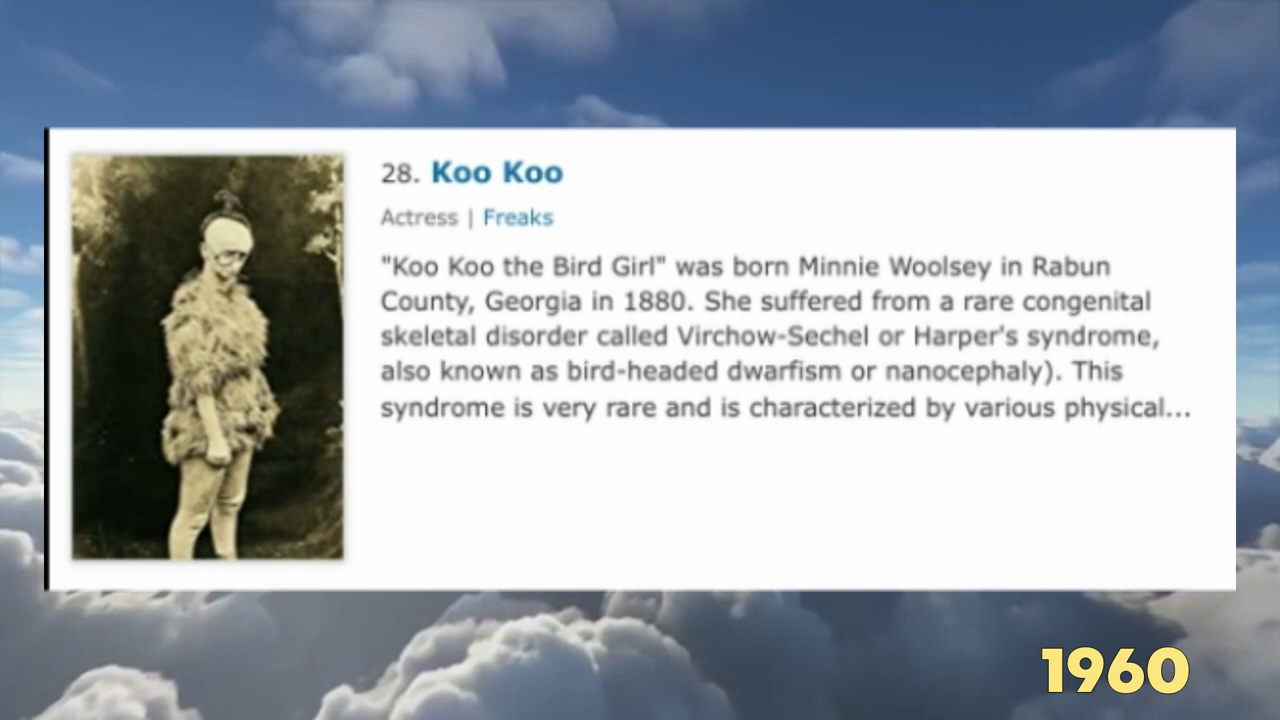 28. Koo Koo
Actress | Freaks
"Koo Koo the Bird Girl" was born Minnie Woolsey in Rabun
County, Georgia in 1880. She suffered from a rare congenital
skeletal disorder called Virchow-Sechel or Harper's syndrome,
also known as bird-headed dwarfism or nanocephaly). This
syndrome is very rare and is characterized by various physical...
1960